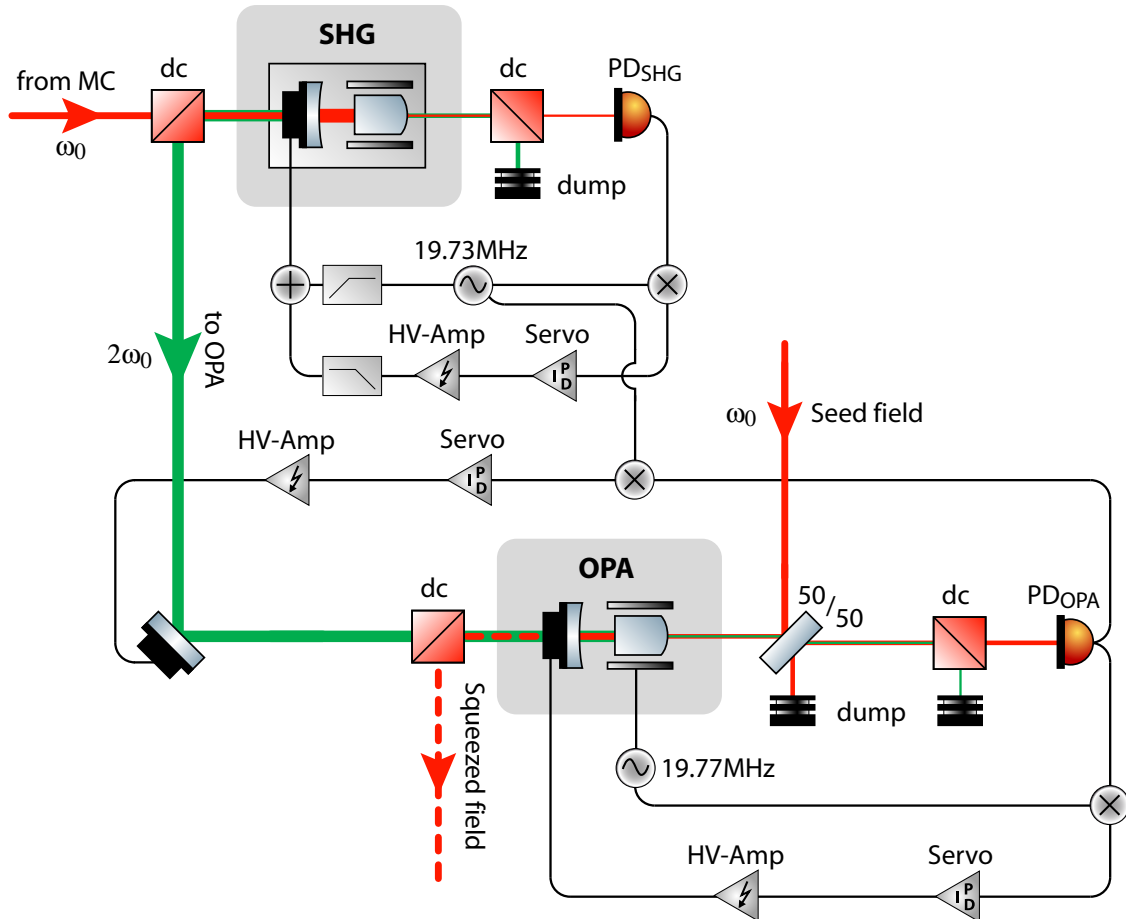 SHG
from MC
dc
dc
PDSHG
ω0
dump
19.73MHz
to OPA
2ω0
HV-Amp
Servo
I P D
ω0
Seed field
HV-Amp
Servo
I P D
OPA
dc
50/50
dc
PDOPA
Squeezed field
dump
19.77MHz
HV-Amp
Servo
I P D